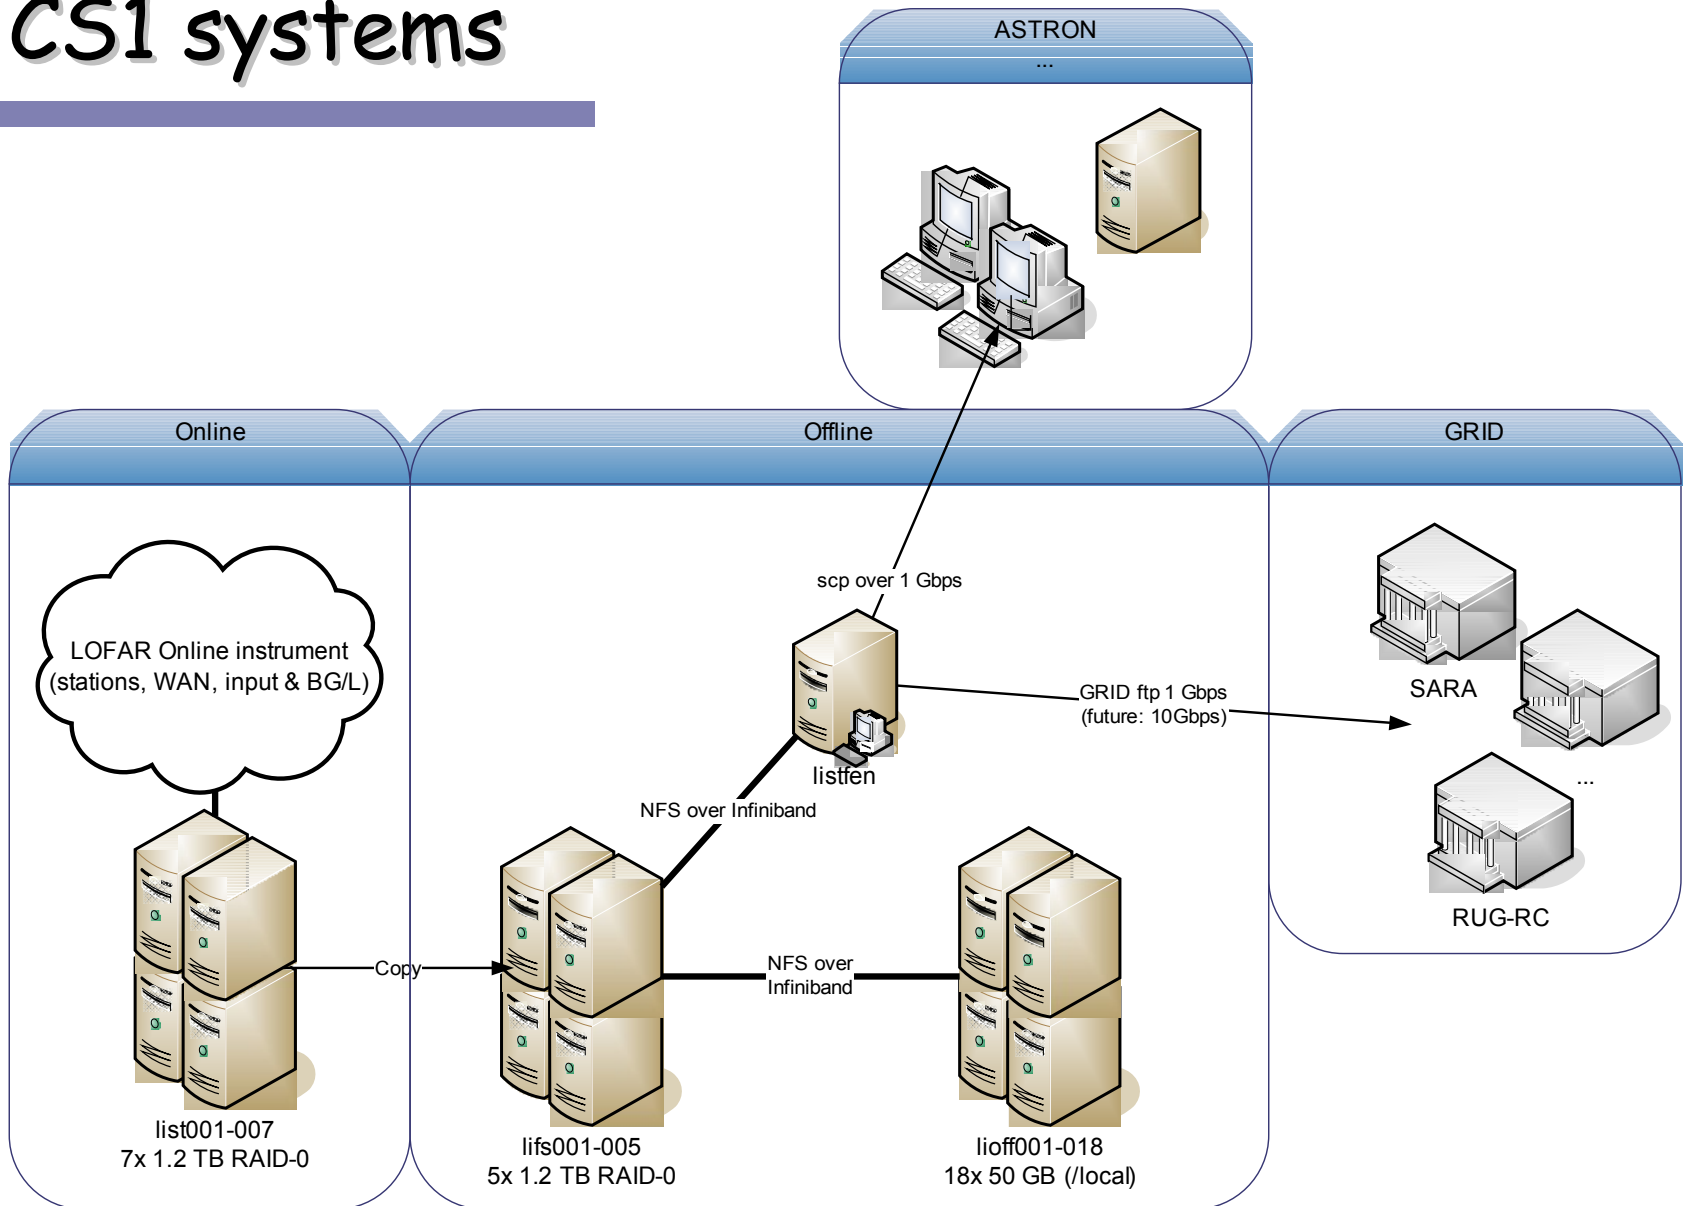 CS1 systems
ASTRON
...
Online
Offline
GRID
scp over 1 Gbps
LOFAR Online instrument
(stations, WAN, input & BG/L)
GRID ftp 1 Gbps
(future: 10Gbps)
SARA
...
listfen
NFS over Infiniband
RUG-RC
Copy
NFS over
Infiniband
list001-007
7x 1.2 TB RAID-0
lifs001-005
5x 1.2 TB RAID-0
lioff001-018
18x 50 GB (/local)